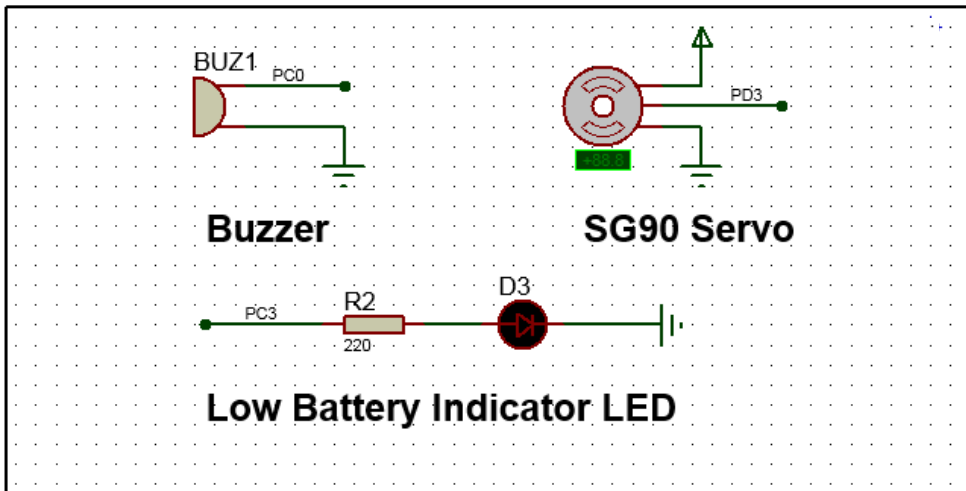 BUZ1
PC0
PD3
+88.8
Buzzer
SG90 Servo
D3
PC3
R2
220
Low Battery Indicator LED